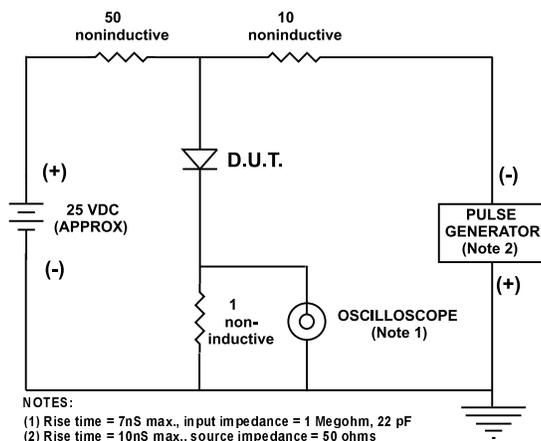 50
noninductive
10
noninductive
D.U.T.
(+)
25 VDC
(APPROX)
(-)
(-)
PULSE
GENERATOR
(Note 2)
(+)
1
non-
inductive
OSCILLOSCOPE
(Note 1)
NOTES:
(1) Rise time = 7nS max., input impedance = 1 Megohm, 22 pF
(2) Rise time = 10nS max., source impedance = 50 ohms